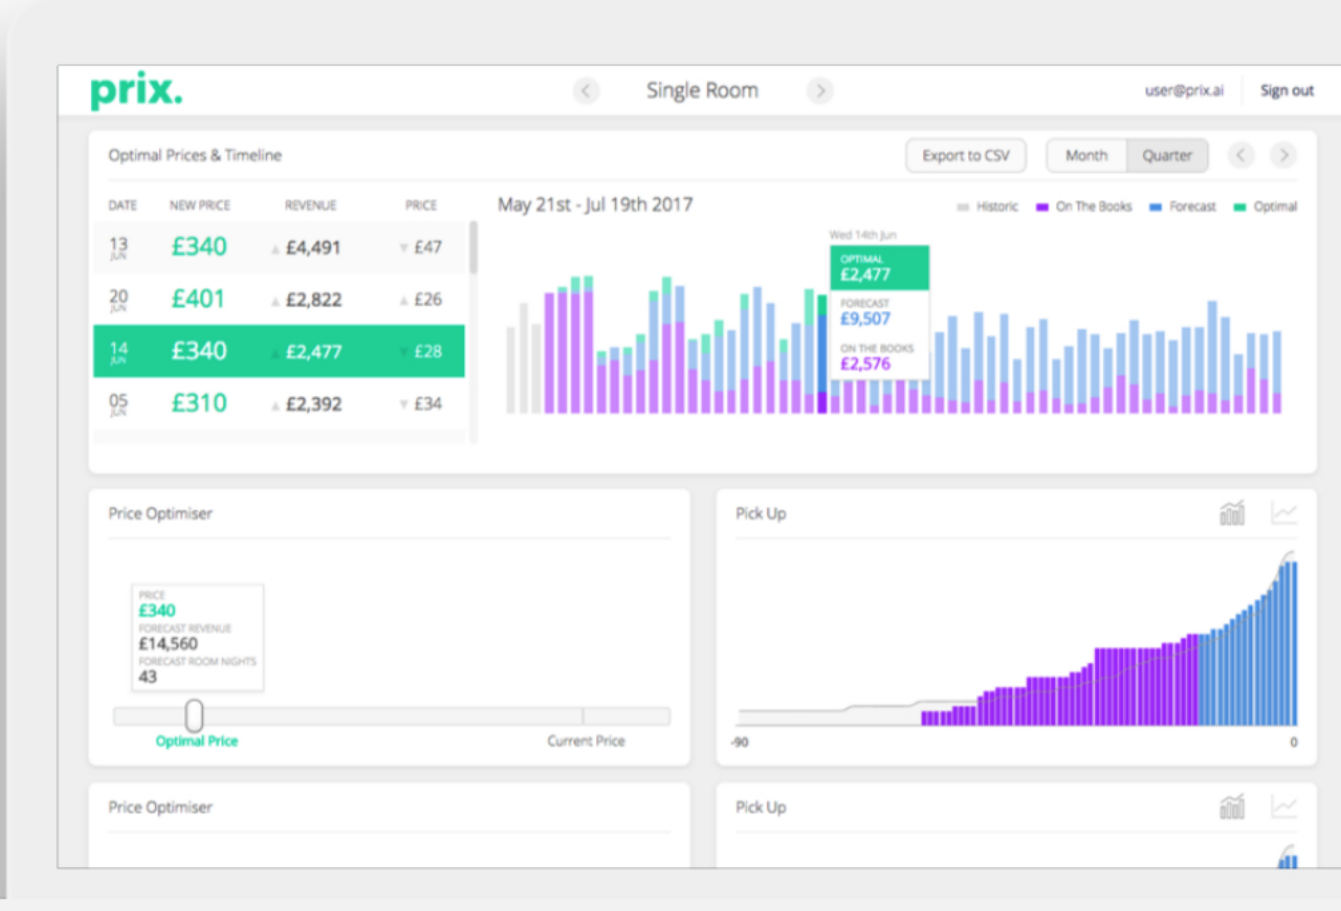 prix.
Single Room
user@prix.ai
Sign out
Optimal Prices & Timeline
Export to CSV
Month
Quarter
DATE NEW PRICE REVENUE PRICE
13 JUN £340 £4,491 £47
20 JUN £401 £2,822 £26
14 JUN £340 £2,477 £28
05 JUN £310 £2,392 £34
May 21st - Jul 19th 2017
Historic On The Books Forecast Optimal
Wed 14th Jun
OPTIMAL
£2,477
FORECAST
£9,507
ON THE BOOKS
£2,576
Price Optimiser
PRICE
£340
FORECAST REVENUE
£14,560
FORECAST ROOM NIGHTS
43
Optimal Price
Current Price
Pick Up
-90 0
Price Optimiser
Pick Up